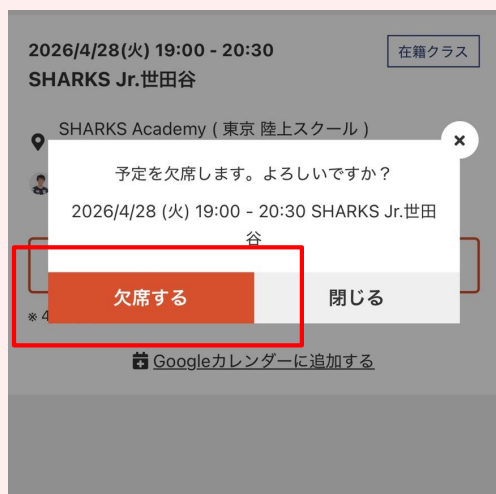 2026/4/28(火) 19:00 - 20:30
在籍クラス
SHARKS Jr.世田谷
SHARKS Academy ( 東京 陸上スクール )
予定を欠席します。よろしいですか？
2026/4/28 (火) 19:00 - 20:30 SHARKS Jr.世田
谷
欠席する
閉じる
※ 4
Googleカレンダーに追加する